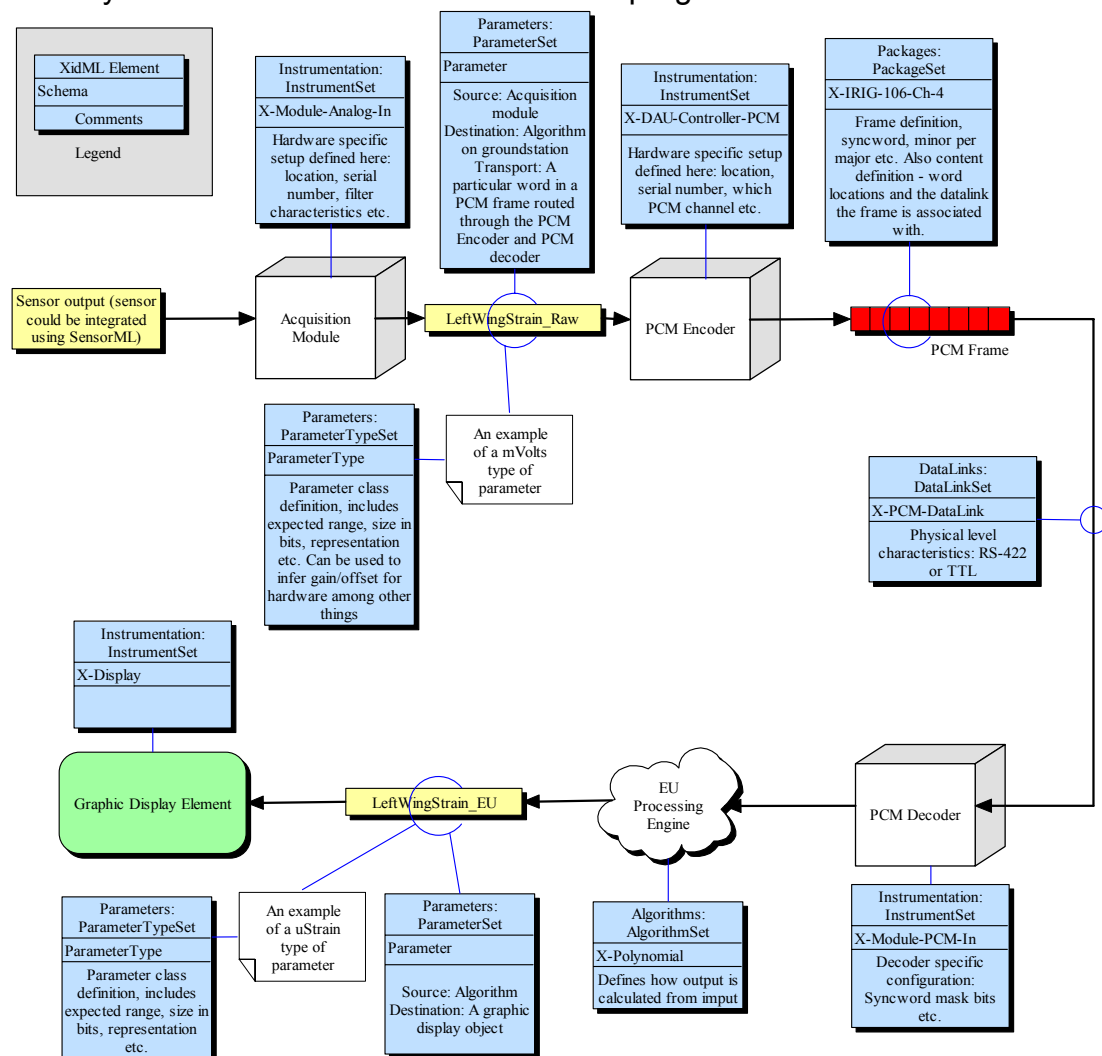 XidML Element
Schema
Comments
Legend
Instrumentation:
InstrumentSet
X-Module-Analog-In
Hardware specific
setup defined here:
location, serial
number, filter
characteristics etc.
Parameters:
ParameterSet
Parameter
Source: Acquisition
module
Destination: Algorithm
on groundstation
Transport: A
particular word in a
PCM frame routed
through the PCM
Encoder and PCM
decoder
Instrumentation:
InstrumentSet
X-DAU-Controller-PCM
Hardware specific setup
defined here: location,
serial number, which
PCM channel etc.
Packages:
PackageSet
X-IRIG-106-Ch-4
Frame definition,
syncword, minor per
major etc. Also content
definition - word
locations and the datalink
the frame is associated
with.
Sensor output (sensor
could be integrated
using SensorML)
Acquisition
Module
LeftWingStrain_Raw
PCM Encoder
PCM Frame
Parameters:
ParameterTypeSet
ParameterType
Parameter class
definition, includes
expected range, size in
bits, representation
etc. Can be used to
infer gain/offset for
hardware among other
things
An example
of a mVolts
type of
parameter
DataLinks:
DataLinkSet
X-PCM-DataLink
Physical level
characteristics: RS-422
or TTL
Instrumentation:
InstrumentSet
X-Display
Graphic Display Element
LeftWingStrain_EU
EU
Processing
Engine
PCM Decoder
Parameters:
ParameterTypeSet
ParameterType
Parameter class
definition, includes
expected range, size in
bits, representation
etc.
An example
of a uStrain
type of
parameter
Parameters:
ParameterSet
Parameter
Source: Algorithm
Destination: A graphic
display object
Algorithms:
AlgorithmSet
X-Polynomial
Defines how output is
calculated from imput
Instrumentation:
InstrumentSet
X-Module-PCM-In
Decoder specific
configuration:
Syncword mask bits
etc.